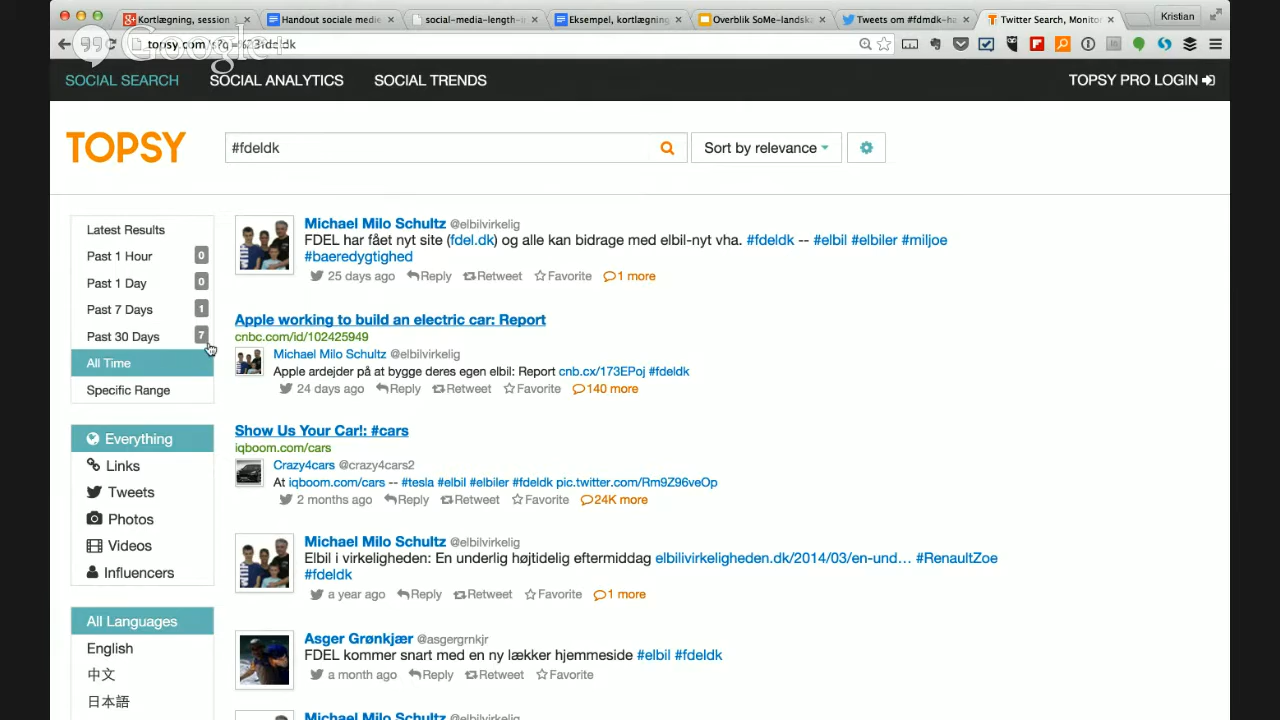 Kortlægning, session
Handout sociale medie
social-media-length-i
Eksempel, kortlægning
Overblik SoMe-landska
Tweets om #fdmdk-ha
Twitter Search, Monitor
Kristian
Google+
SOCIAL SEARCH SOCIAL ANALYTICS SOCIAL TRENDS TOPSY PRO LOGIN
TOPSY
#fdeldk
Sort by relevance
Latest Results
Past 1 Hour 0
Past 1 Day 0
Past 7 Days 1
Past 30 Days 7
All Time
Specific Range
Everything
Links
Tweets
Photos
Videos
Influencers
All Languages
English
中文
日本語
Michael Milo Schultz @elbilvirkelig
FDEL har fået nyt site (fdel.dk) og alle kan bidrage med elbil-nyt vha. #fdeldk -- #elbil #elbiler #miljoe
#baeredygtighed
25 days ago Reply Retweet Favorite 1 more
Apple working to build an electric car: Report
cnbc.com/id/102425949
Michael Milo Schultz @elbilvirkelig
Apple arbejder på at bygge deres egen elbil: Report cnb.cx/173EPoj #fdeldk
24 days ago Reply Retweet Favorite 140 more
Show Us Your Car!: #cars
iqboom.com/cars
Crazy4cars @crazy4cars2
At iqboom.com/cars -- #tesla #elbil #elbiler #fdeldk pic.twitter.com/Rm9Z96veOp
2 months ago Reply Retweet Favorite 24K more
Michael Milo Schultz @elbilvirkelig
Elbil i virkeligheden: En underlig højtidelig eftermiddag elbilivirkeligheden.dk/2014/03/en-und… #RenaultZoe
#fdeldk
a year ago Reply Retweet Favorite 1 more
Asger Grønkjær @asgergrnkjr
FDEL kommer snart med en ny lækker hjemmeside #elbil #fdeldk
a month ago Reply Retweet Favorite
Michael Milo Schultz @elbilvirkelig